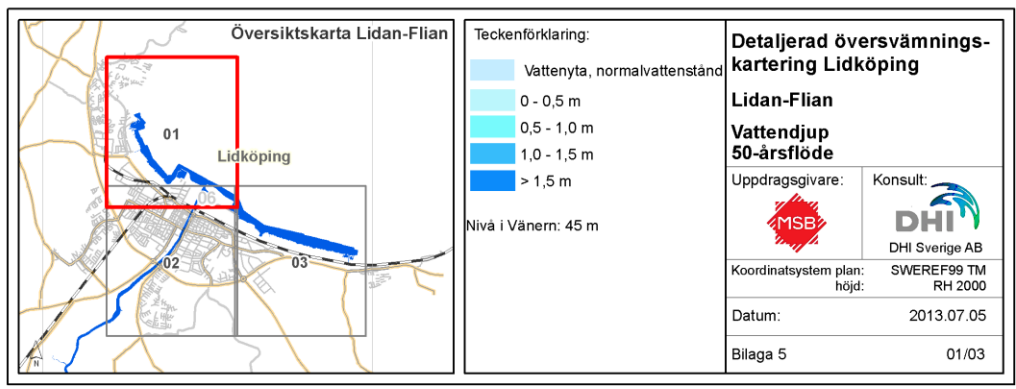 Översiktskarta Lidan-Flian
01
Lidköping
06
02
03
N
Teckenförklaring:
Vattenyta, normalvattenstånd
0 - 0,5 m
0,5 - 1,0 m
1,0 - 1,5 m
> 1,5 m
Nivå i Vänern: 45 m
Detaljerad översvämnings-
kartering Lidköping
Lidan-Flian
Vattendjup
50-årsflöde
Uppdragsgivare:
MSB
Konsult:
DHI
DHI Sverige AB
Koordinatsystem plan: SWEREF99 TM
höjd: RH 2000
Datum: 2013.07.05
Bilaga 5 01/03